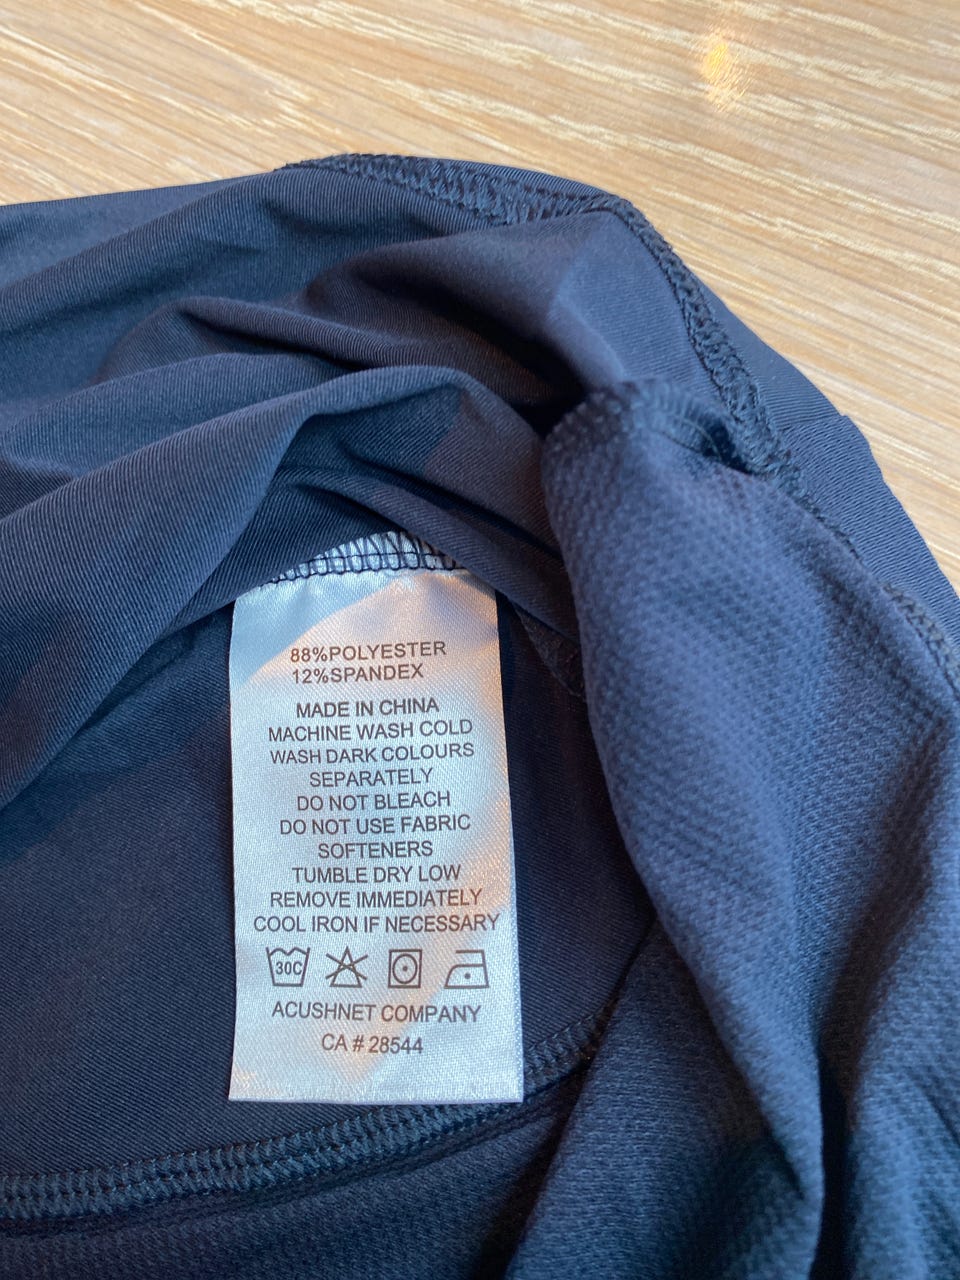 88%POLYESTER
12%SPANDEX
MADE IN CHINA
MACHINE WASH COLD
WASH DARK COLOURS
SEPARATELY
DO NOT BLEACH
DO NOT USE FABRIC
SOFTENERS
TUMBLE DRY LOW
REMOVE IMMEDIATELY
COOL IRON IF NECESSARY
30C
ACUSHNET COMPANY
CA # 28544